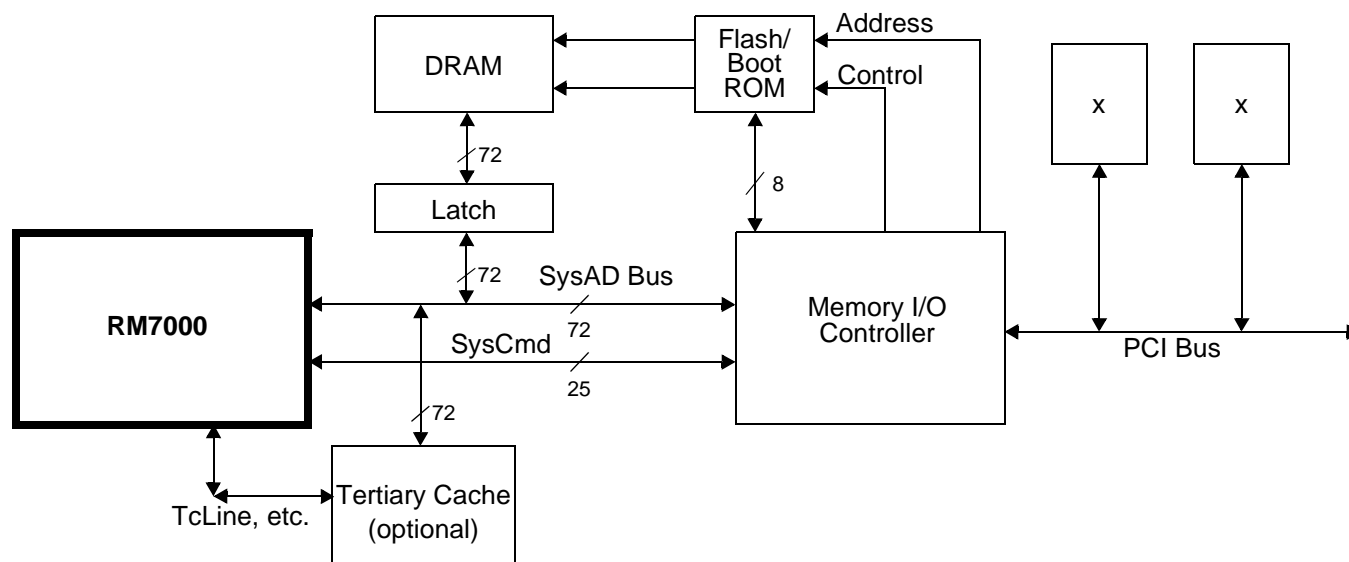 DRAM
Flash/
Boot
ROM
Address
Control
x
x
72
8
Latch
72
SysAD Bus
72
RM7000
SysCmd
25
Memory I/O
Controller
PCI Bus
72
Tertiary Cache
(optional)
TcLine, etc.